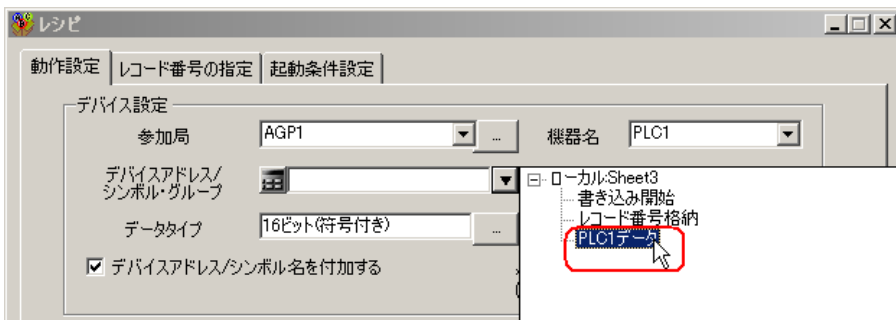 レシピ
動作設定 レコード番号の指定 起動条件設定
デバイス設定
参加局 AGP1 ... 機器名 PLC1
デバイスアドレス/
シンボル・グループ
ローカル:Sheet3
書き込み開始
レコード番号格納
PLC1データ
データタイプ 16ビット(符号付き) ...
デバイスアドレス/シンボル名を付加する